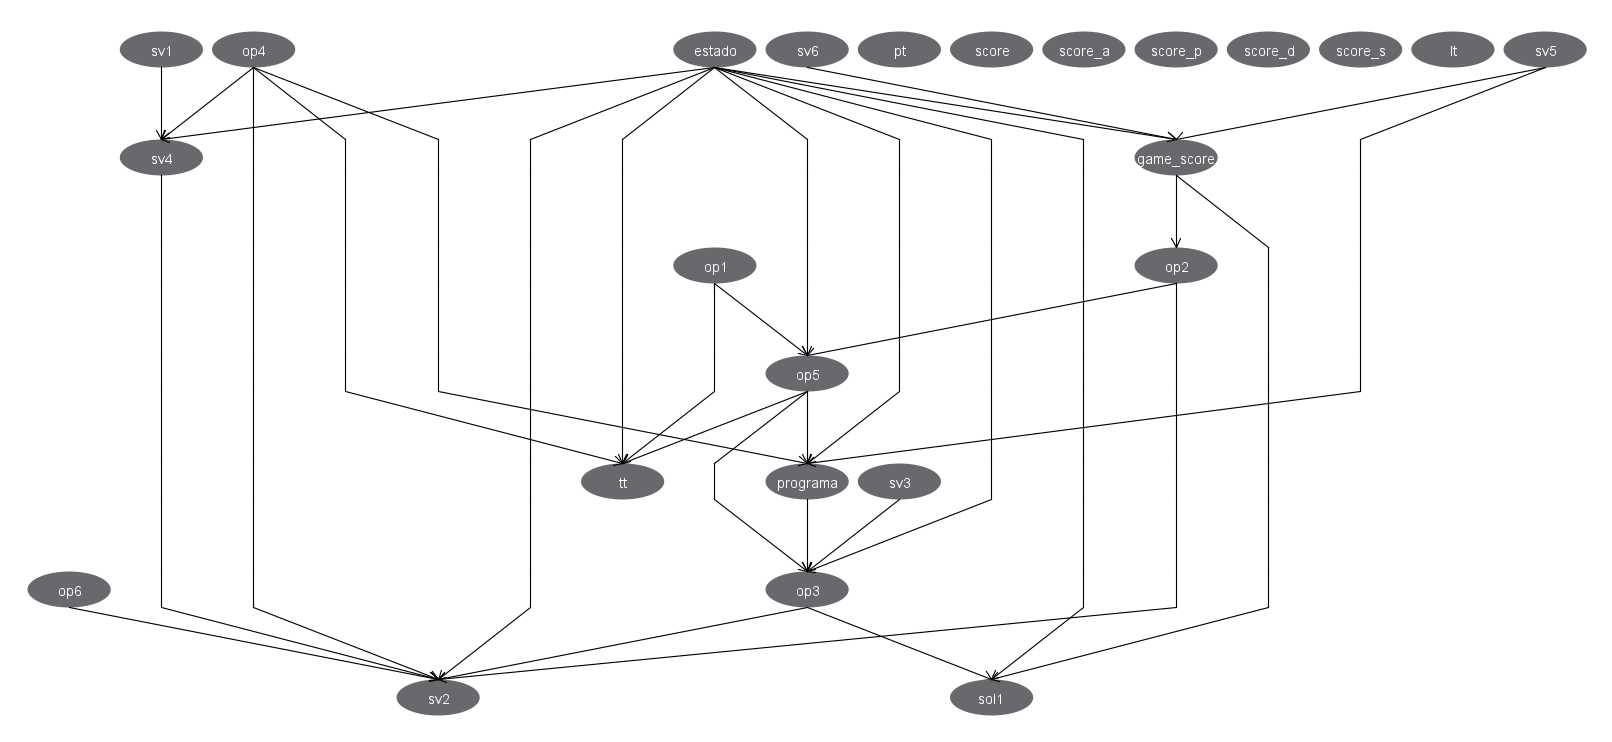 sv1
op4
estado
sv6
pt
score
score_a
score_p
score_d
score_s
lt
sv5
sv4
game_score
op1
op2
op5
tt
programa
sv3
op6
op3
sv2
sol1